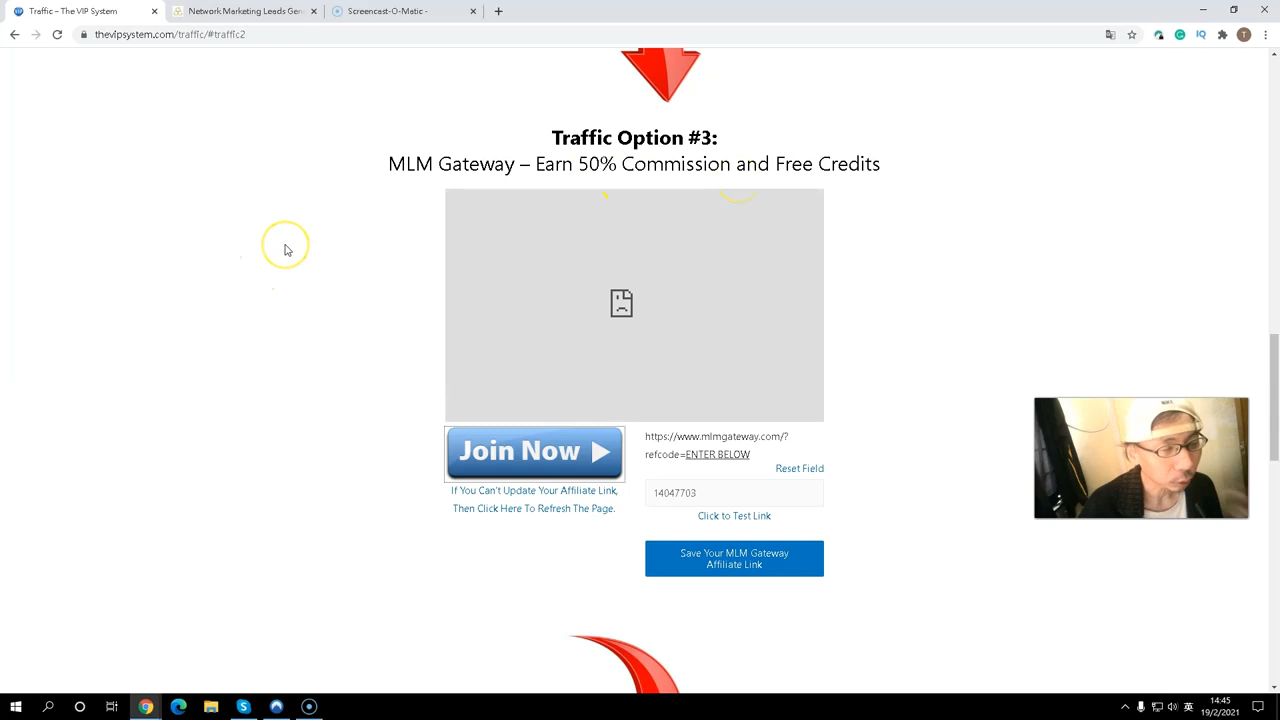 Traffic – The VIP System
Network Marketing Leads Gen
Screencast-O-Matic -
thevipsystem.com/traffic/#traffic2
T
Traffic Option #3:
MLM Gateway – Earn 50% Commission and Free Credits
Join Now
If You Can't Update Your Affiliate Link,
Then Click Here To Refresh The Page.
https://www.mlmgateway.com/?
refcode=ENTER BELOW
Reset Field
14047703
Click to Test Link
Save Your MLM Gateway
Affiliate Link
英
14:45
19/2/2021